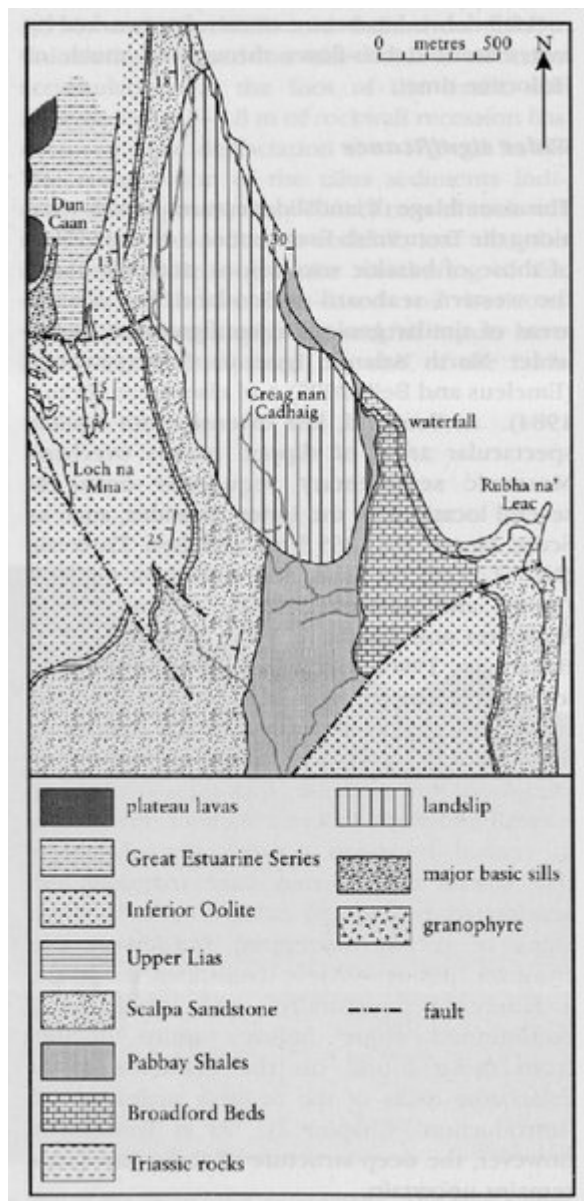 0 metres 500 N
18
Dun
Caan
13
30
Creag nan
Cadhaig
waterfall
15
Loch na
Mna
Rubha na'
Leac
25
17
plateau lavas
Great Estuarine Series
Inferior Oolite
Upper Lias
Scalpa Sandstone
Pabbay Shales
Broadford Beds
Triassic rocks
landslip
major basic sills
granophyre
fault